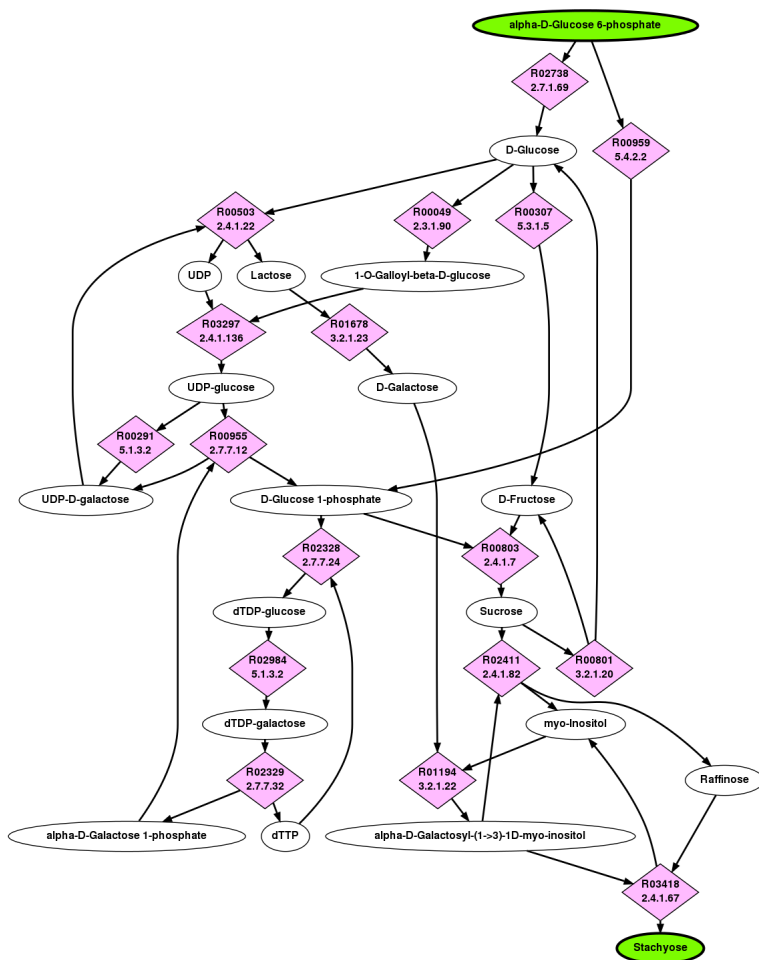 alpha-D-Glucose 6-phosphate
R02738
2.7.1.69
R00959
5.4.2.2
D-Glucose
R00503
2.4.1.22
R00049
2.3.1.90
R00307
5.3.1.5
UDP
Lactose
1-O-Galloyl-beta-D-glucose
R03297
2.4.1.136
R01678
3.2.1.23
UDP-glucose
D-Galactose
R00291
5.1.3.2
R00955
2.7.7.12
UDP-D-galactose
D-Glucose 1-phosphate
D-Fructose
R02328
2.7.7.24
R00803
2.4.1.7
dTDP-glucose
Sucrose
R02984
5.1.3.2
R02411
2.4.1.82
R00801
3.2.1.20
dTDP-galactose
myo-Inositol
R02329
2.7.7.32
R01194
3.2.1.22
Raffinose
alpha-D-Galactose 1-phosphate
dTTP
alpha-D-Galactosyl-(1->3)-1D-myo-inositol
R03418
2.4.1.67
Stachyose